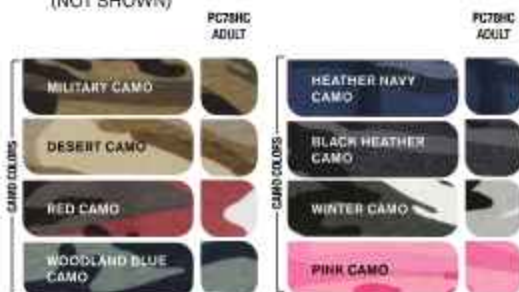 (NOT SHOWN)
PC78HC
ADULT
CAMO COLORS
MILITARY CAMO
DESERT CAMO
RED CAMO
WOODLAND BLUE
CAMO
PC78HC
ADULT
CAMO COLORS
HEATHER NAVY
CAMO
BLACK HEATHER
CAMO
WINTER CAMO
PINK CAMO